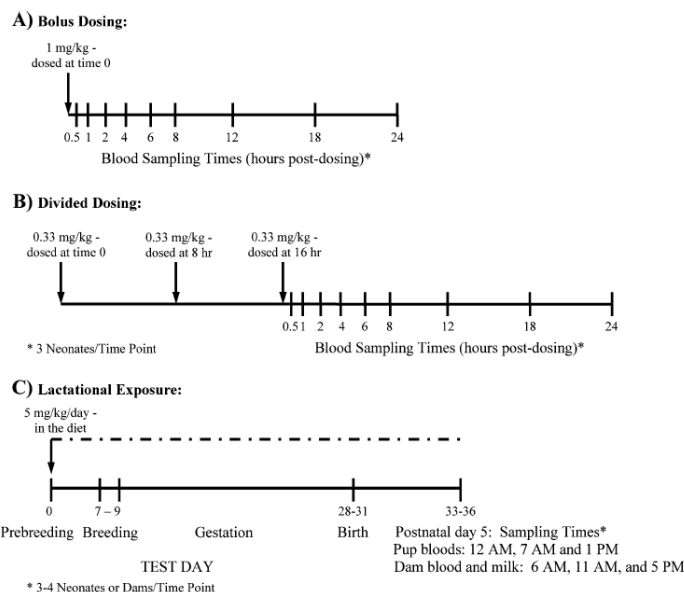 A) Bolus Dosing:
1 mg/kg -
dosed at time 0
0.5 1 2 4 6 8 12 18 24
Blood Sampling Times (hours post-dosing)*
B) Divided Dosing:
0.33 mg/kg - 0.33 mg/kg - 0.33 mg/kg -
dosed at time 0 dosed at 8 hr dosed at 16 hr
0.5 1 2 4 6 8 12 18 24
* 3 Neonates/Time Point Blood Sampling Times (hours post-dosing)*
C) Lactational Exposure:
5 mg/kg/day -
in the diet
0 7 – 9 28-31 33-36
Prebreeding Breeding Gestation Birth Postnatal day 5: Sampling Times*
Pup bloods: 12 AM, 7 AM and 1 PM
TEST DAY Dam blood and milk: 6 AM, 11 AM, and 5 PM
* 3-4 Neonates or Dams/Time Point